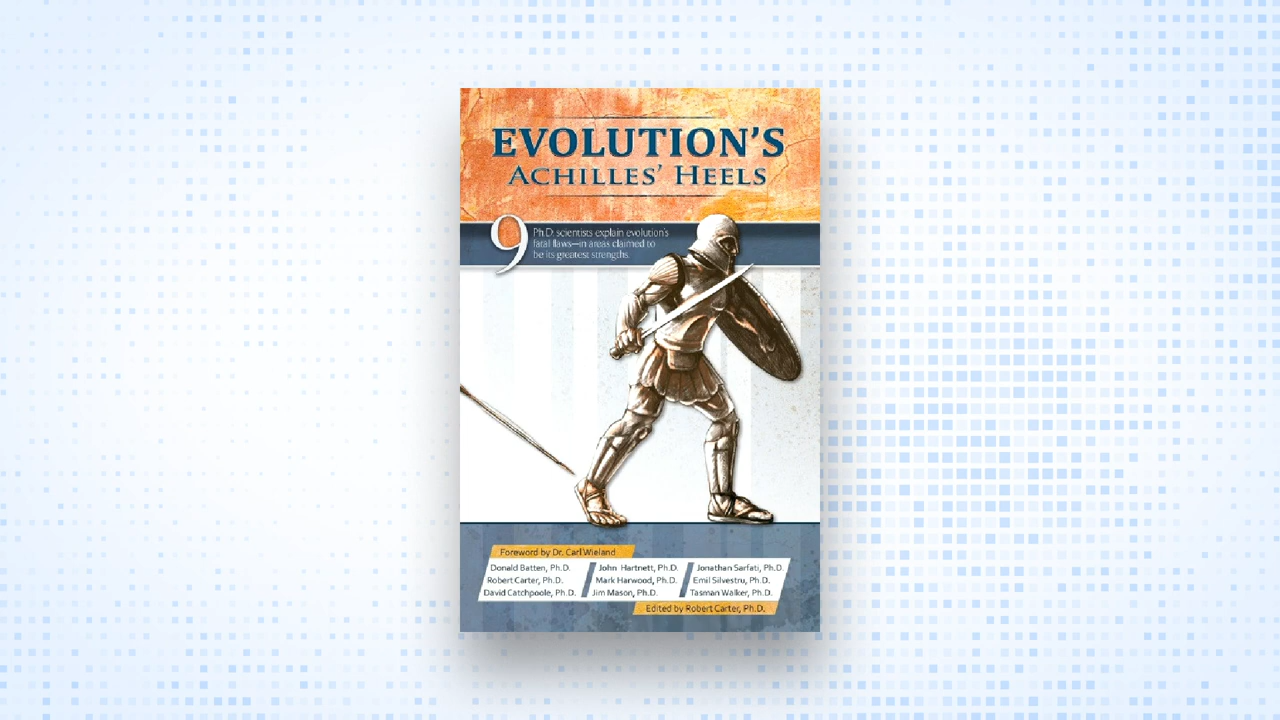 EVOLUTION'S
ACHILLES' HEELS
9
Ph.D. scientists explain evolution's
fatal flaws—in areas claimed to
be its greatest strengths.
Foreword by Dr. Carl Wieland
Donald Batten, Ph.D.
John Hartnett, Ph.D.
Jonathan Sarfati, Ph.D.
Robert Carter, Ph.D.
Mark Harwood, Ph.D.
Emil Silvestru, Ph.D.
David Catchpoole, Ph.D.
Jim Mason, Ph.D.
Tasman Walker, Ph.D.
Edited by Robert Carter, Ph.D.